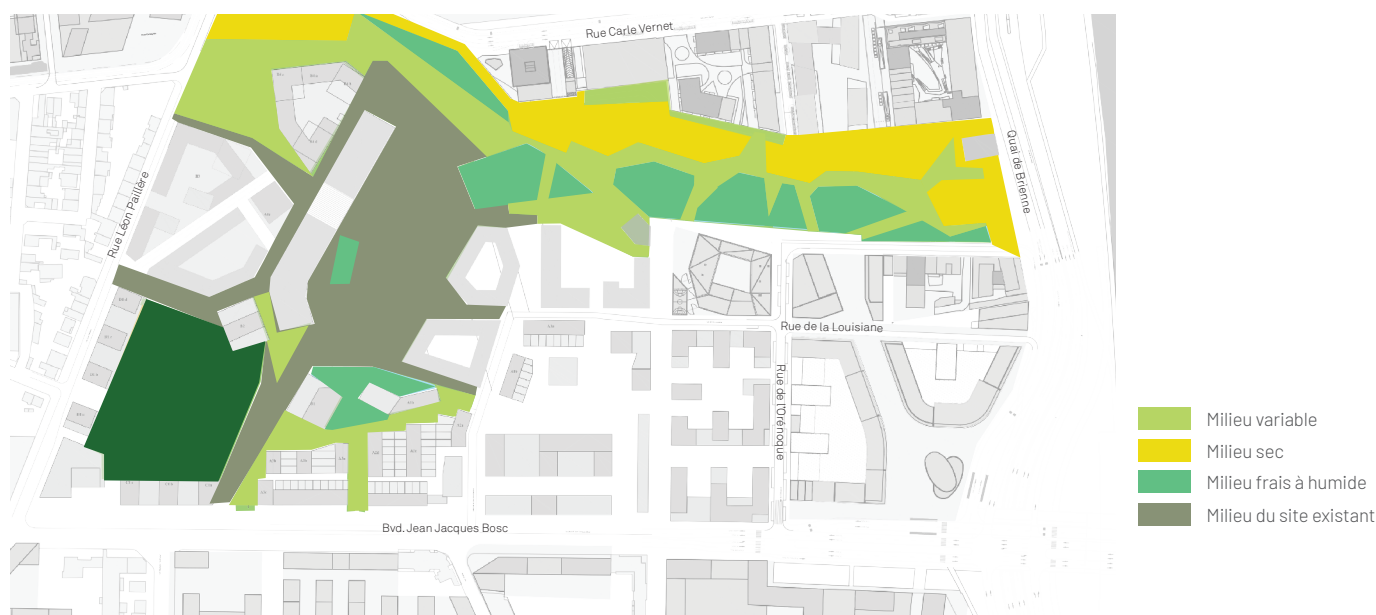 Rue Carle Vernet
Quai de Brienne
Rue Léon Paillère
Rue de la Louisiane
Rue de l'Orénoque
Bvd. Jean Jacques Bosc
Milieu variable
Milieu sec
Milieu frais à humide
Milieu du site existant